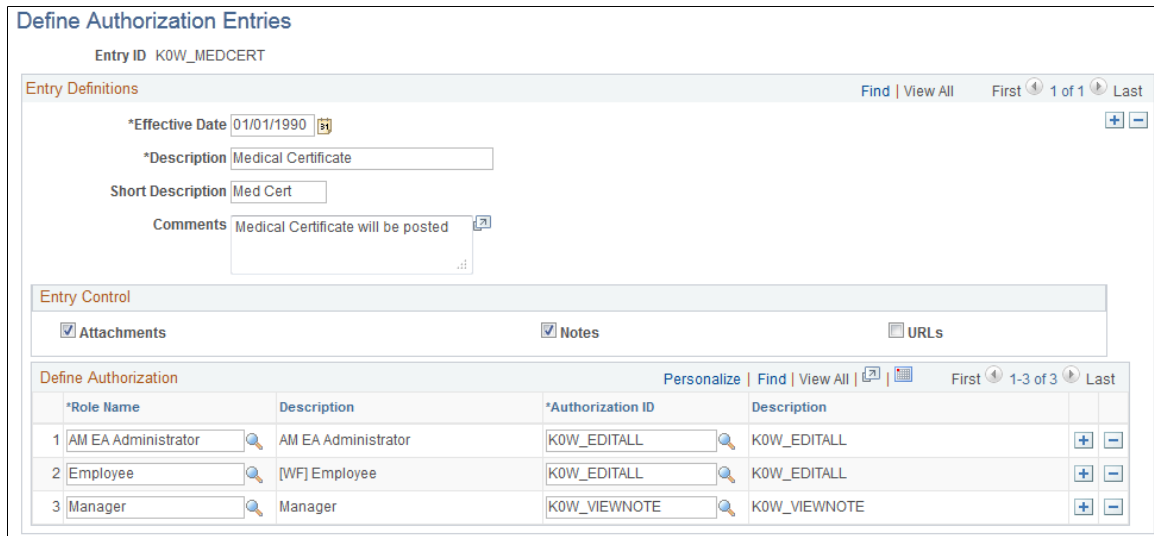 Define Authorization Entries
Entry ID K0W_MEDCERT
Entry Definitions Find | View All First 1 of 1 Last
*Effective Date 01/01/1990
*Description Medical Certificate
Short Description Med Cert
Comments Medical Certificate will be posted
Entry Control
Attachments Notes URLs
Define Authorization Personalize | Find | View All | | First 1-3 of 3 Last
*Role Name Description *Authorization ID Description
1 AM EA Administrator AM EA Administrator K0W_EDITALL K0W_EDITALL
2 Employee [WF] Employee K0W_EDITALL K0W_EDITALL
3 Manager Manager K0W_VIEWNOTE K0W_VIEWNOTE